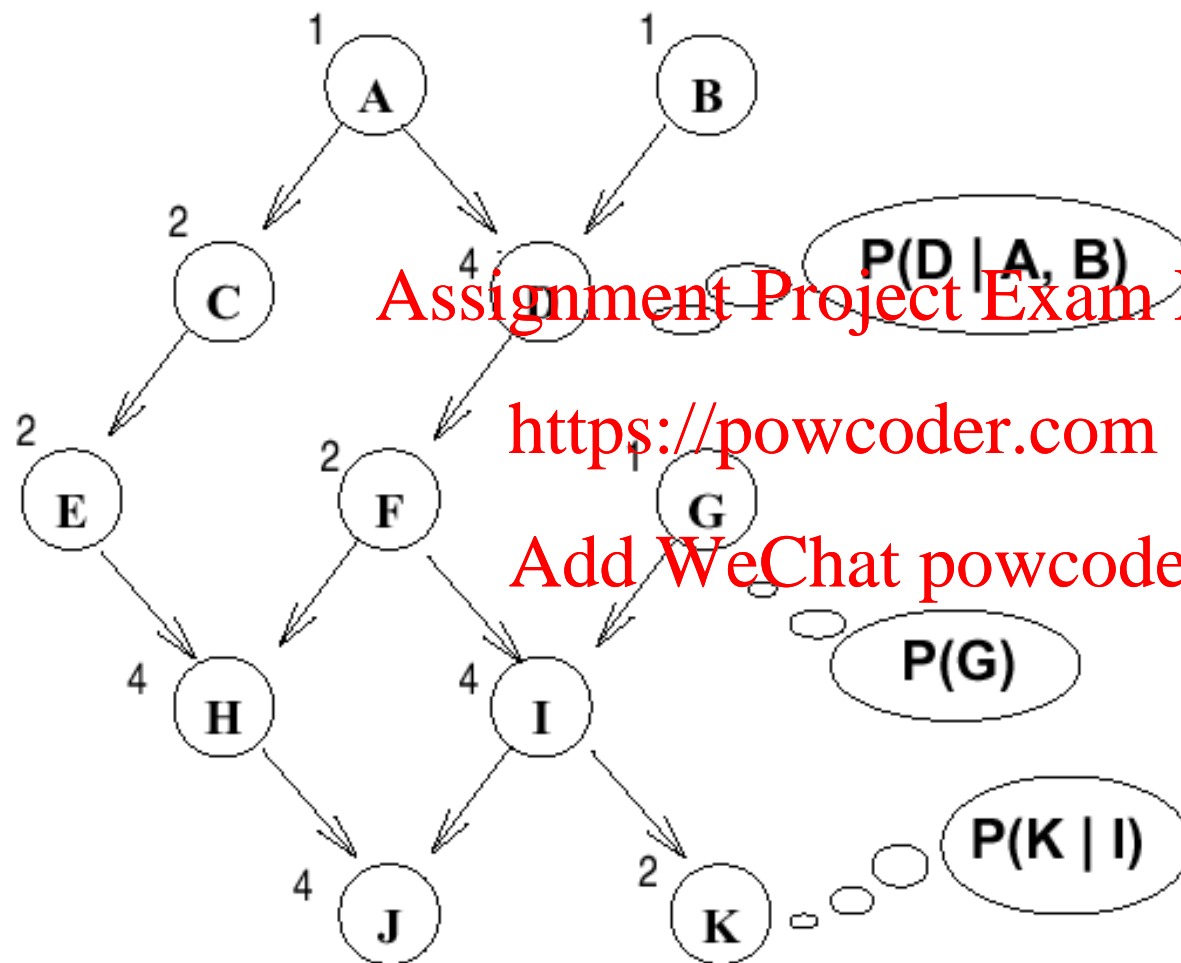 1
1
A
B
2
4
P(D | A, B)
C
D
Assignment Project Exam
https://powcoder.com
2
2
1
E
F
G
Add WeChat powcode
P(G)
4
4
H
I
P(K | I)
4
2
J
K